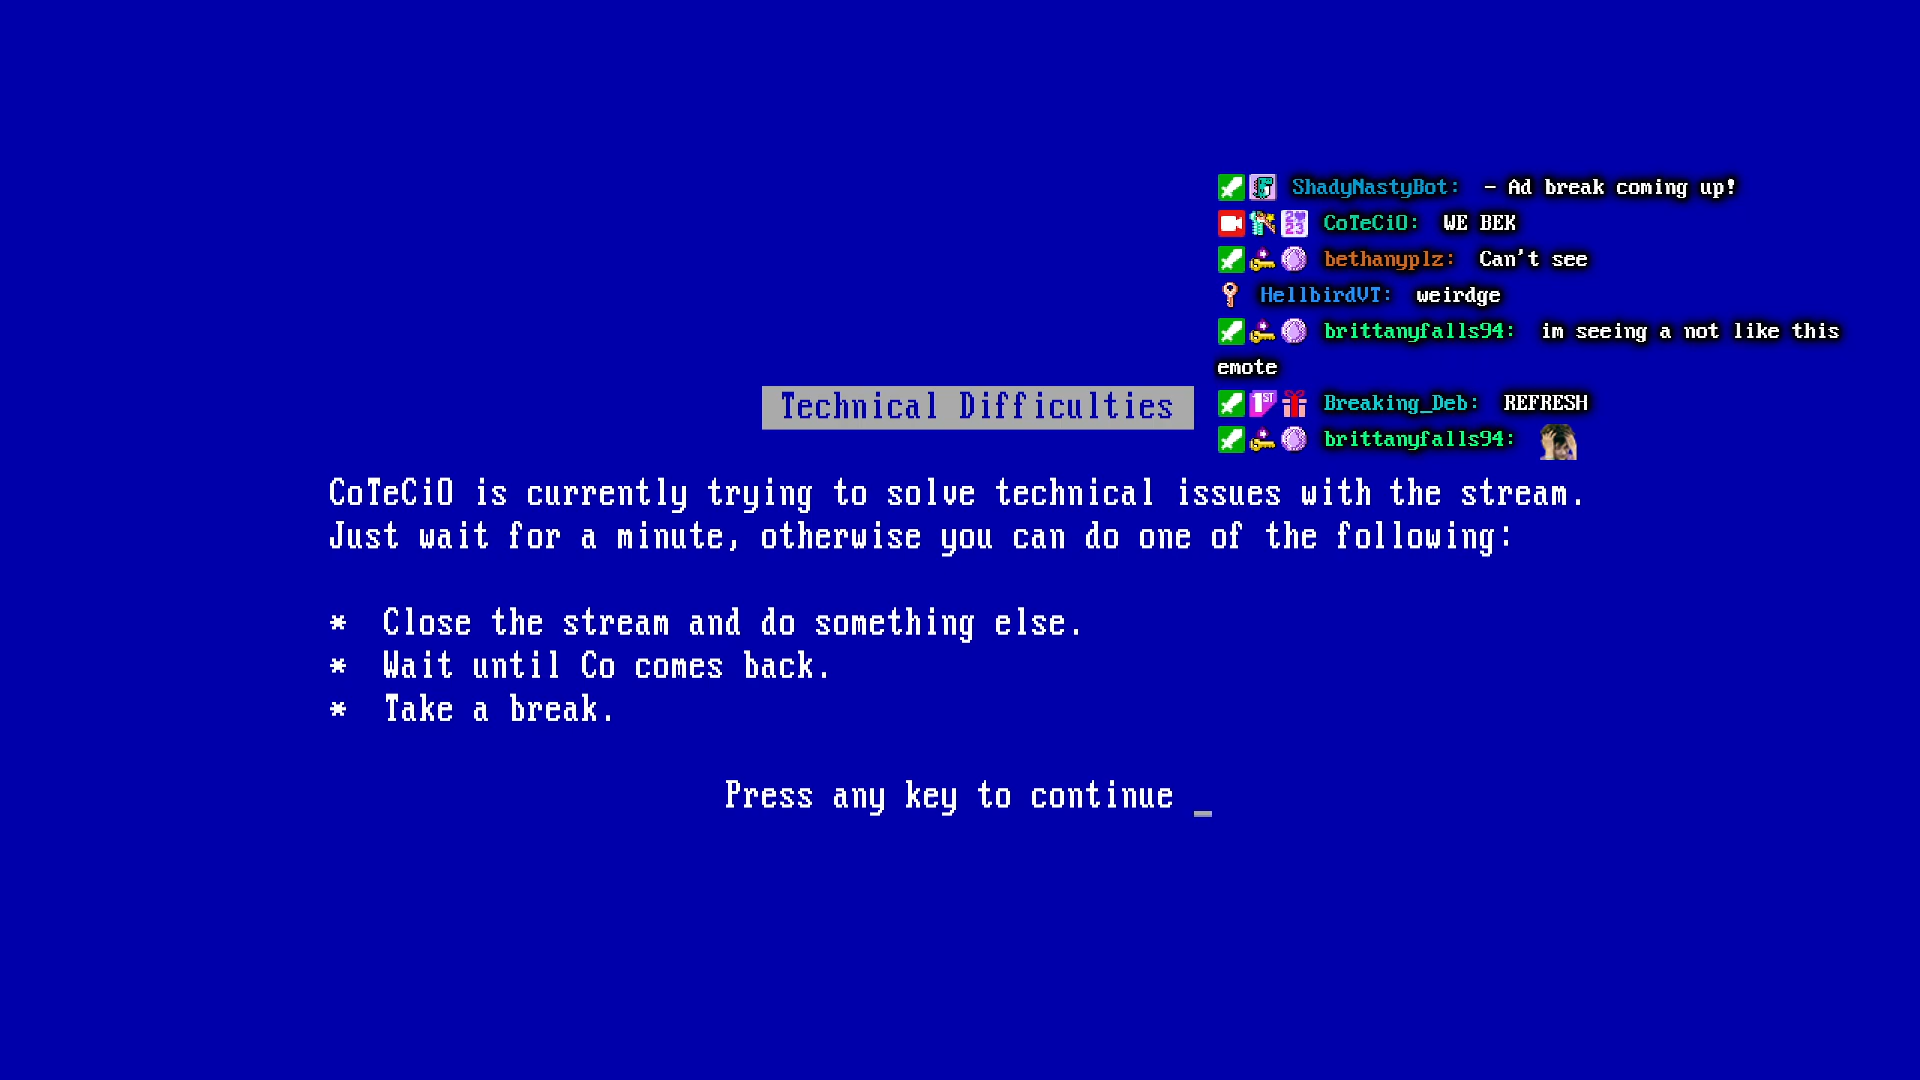 ShadyNastyBot: - Ad break coming up!
CoTeCiO: WE BEK
bethanyplz: Can't see
HellbirdVT: weirdge
brittanyfalls94: im seeing a not like this
emote
1ST Breaking_Deb: REFRESH
brittanyfalls94:
Technical Difficulties
CoTeCiO is currently trying to solve technical issues with the stream.
Just wait for a minute, otherwise you can do one of the following:
* Close the stream and do something else.
* Wait until Co comes back.
* Take a break.
Press any key to continue _